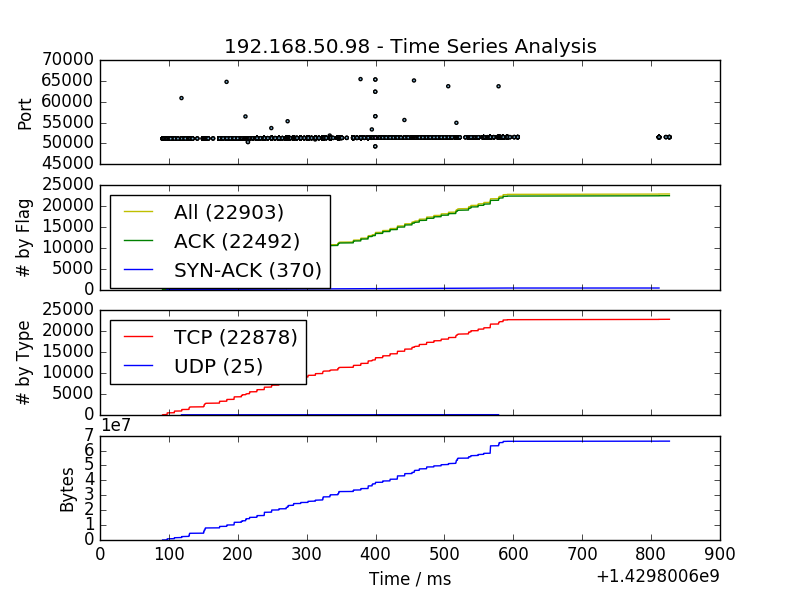 192.168.50.98 - Time Series Analysis
70000
65000
60000
55000
50000
45000
Port
25000
20000
15000
10000
5000
0
# by Flag
All (22903)
ACK (22492)
SYN-ACK (370)
25000
20000
15000
10000
5000
0
# by Type
TCP (22878)
UDP (25)
1e7
7
6
5
4
3
2
1
0
Bytes
0 100 200 300 400 500 600 700 800 900
Time / ms
+1.4298006e9